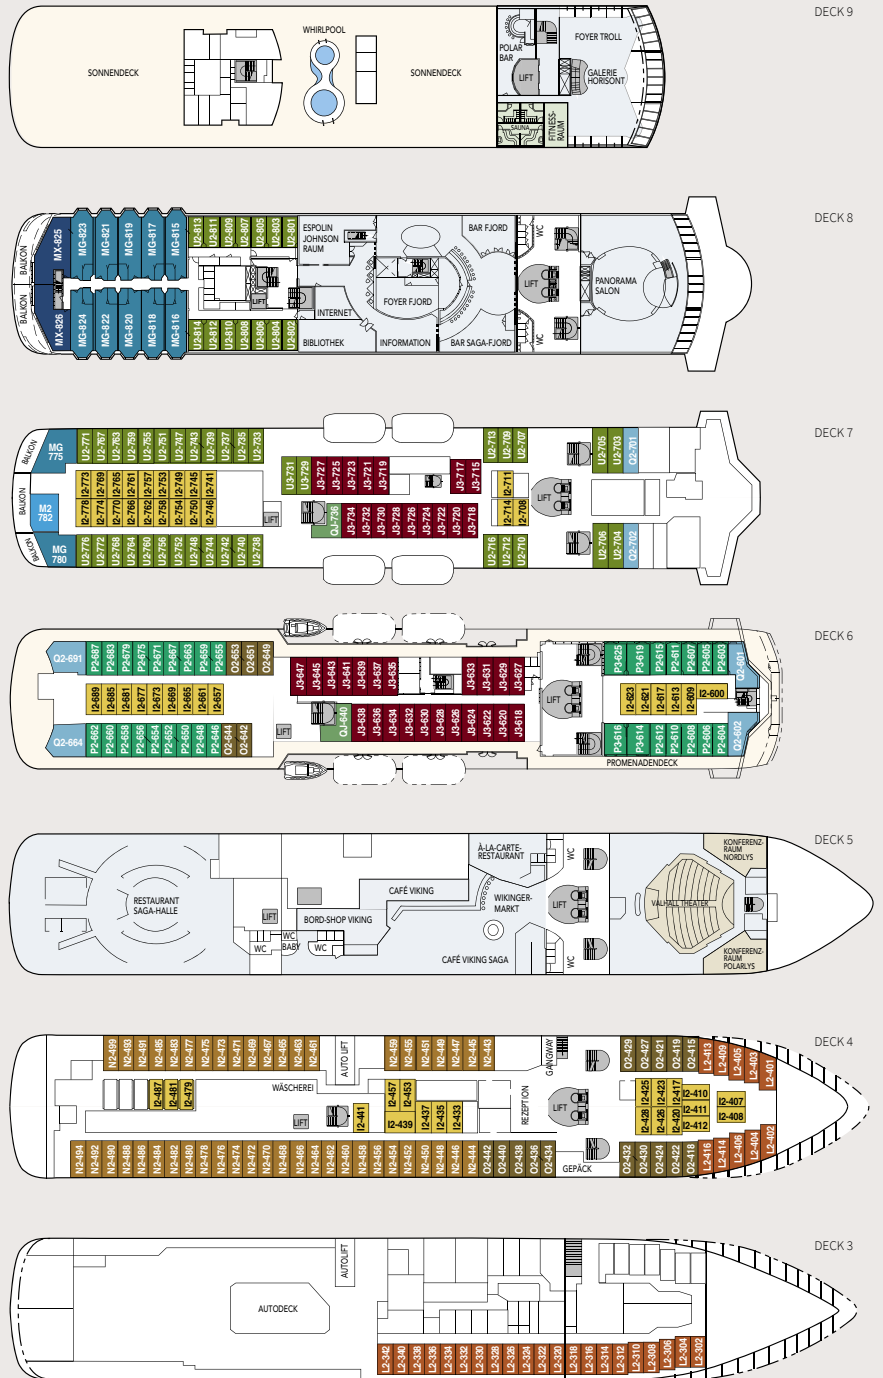 DECK 9
WHIRLPOOL
SONNENDECK
SONNENDECK
POLAR
BAR
FOYER TROLL
LIFT
GALERIE
HORISONT
SAUNA
FITNESS-
RAUM
DECK 8
BALKON
BALKON
MX-825
MX-826
MG-823
MG-821
MG-819
MG-817
MG-815
U2-813
U2-811
U2-809
U2-807
U2-805
U2-803
U2-801
MG-824
MG-822
MG-820
MG-818
MG-816
U2-814
U2-812
U2-810
U2-808
U2-806
U2-804
U2-802
LIFT
ESPOLIN
JOHNSON
RAUM
INTERNET
BIBLIOTHEK
FOYER FJORD
INFORMATION
BAR FJORD
BAR SAGA-FJORD
WC
LIFT
WC
PANORAMA
SALON
DECK 7
BALKON
BALKON
BALKON
MG
775
M2
782
MG
780
U2-771
U2-767
U2-763
U2-759
U2-755
U2-751
U2-747
U2-743
U2-739
U2-737
U2-735
U2-733
I2-773
I2-769
I2-765
I2-761
I2-757
I2-753
I2-749
I2-745
I2-741
I2-778
I2-774
I2-770
I2-766
I2-762
I2-758
I2-754
I2-750
I2-746
U2-776
U2-772
U2-768
U2-764
U2-760
U2-756
U2-752
U2-748
U2-744
U2-742
U2-740
U2-738
LIFT
U3-731
U3-729
J3-727
J3-725
J3-723
J3-721
J3-719
J3-717
J3-715
QJ-736
J3-734
J3-732
J3-730
J3-728
J3-726
J3-724
J3-722
J3-720
J3-718
U2-713
U2-709
U2-707
I2-711
I2-714
I2-708
U2-716
U2-712
U2-710
LIFT
U2-705
U2-703
Q2-701
U2-706
U2-704
Q2-702
DECK 6
Q2-691
P2-687
P2-683
P2-679
P2-675
P2-671
P2-667
P2-663
P2-659
P2-655
O2-653
O2-651
O2-649
I2-689
I2-685
I2-681
I2-677
I2-673
I2-669
I2-665
I2-661
I2-657
Q2-664
P2-662
P2-660
P2-658
P2-656
P2-654
P2-652
P2-650
P2-648
P2-646
O2-644
O2-642
LIFT
J3-647
J3-645
J3-643
J3-641
J3-639
J3-637
J3-635
J3-633
J3-631
J3-629
J3-627
QJ-640
J3-638
J3-636
J3-634
J3-632
J3-630
J3-628
J3-626
J3-624
J3-622
J3-620
J3-618
LIFT
P3-625
P3-619
P2-615
P2-611
P2-607
P2-605
P2-603
Q2-601
I2-623
I2-621
I2-617
I2-613
I2-609
I2-600
P3-616
P3-614
P2-612
P2-610
P2-608
P2-606
P2-604
Q2-602
PROMENADENDECK
DECK 5
RESTAURANT
SAGA-HALLE
LIFT
WC
WC
BABY
WC
BORD-SHOP VIKING
CAFÉ VIKING
À-LA-CARTE-
RESTAURANT
WIKINGER-
MARKT
CAFÉ VIKING SAGA
WC
LIFT
WC
VALHALL THEATER
KONFERENZ-
RAUM
NORDLYS
KONFERENZ-
RAUM
POLARLYS
DECK 4
N2-499
N2-493
N2-491
N2-485
N2-483
N2-477
N2-475
N2-473
N2-471
N2-469
N2-467
N2-465
N2-463
N2-461
AUTO LIFT
N2-459
N2-455
N2-451
N2-449
N2-447
N2-445
N2-443
GANGWAY
O2-429
O2-427
O2-421
O2-419
O2-415
L2-413
L2-409
L2-405
L2-403
L2-401
I2-487
I2-481
I2-479
WÄSCHEREI
LIFT
I2-441
I2-457
I2-453
I2-439
I2-437
I2-435
I2-433
REZEPTION
LIFT
I2-425
I2-423
I2-417
I2-410
I2-411
I2-412
I2-428
I2-426
I2-420
I2-407
I2-408
N2-494
N2-492
N2-490
N2-488
N2-486
N2-484
N2-482
N2-480
N2-478
N2-476
N2-474
N2-472
N2-470
N2-468
N2-466
N2-464
N2-462
N2-460
N2-458
N2-456
N2-454
N2-452
N2-450
N2-448
N2-446
N2-444
O2-442
O2-440
O2-438
O2-436
O2-434
GEPÄCK
O2-432
O2-430
O2-424
O2-422
O2-418
L2-416
L2-414
L2-406
L2-404
L2-402
DECK 3
AUTOLIFT
AUTODECK
L2-342
L2-340
L2-338
L2-336
L2-334
L2-332
L2-330
L2-328
L2-326
L2-324
L2-322
L2-320
L2-318
L2-316
L2-314
L2-312
L2-310
L2-308
L2-306
L2-304
L2-302